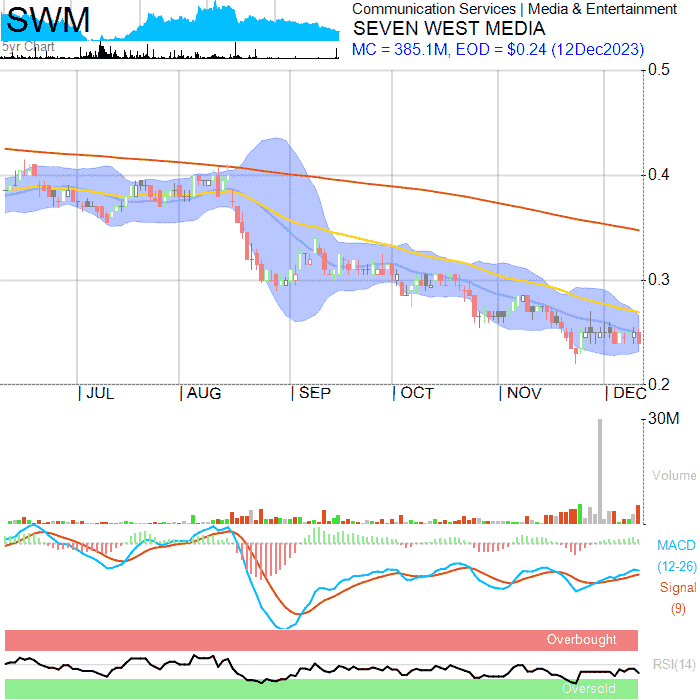 SWM
5yr Chart
Communication Services | Media & Entertainment
SEVEN WEST MEDIA
MC = 385.1M, EOD = $0.24 (12Dec2023)
0.5
0.4
0.3
0.2
| JUL | AUG | SEP | OCT | NOV | DEC
30M
Volume
MACD
(12-26)
Signal
(9)
Overbought
RSI(14)
Oversold